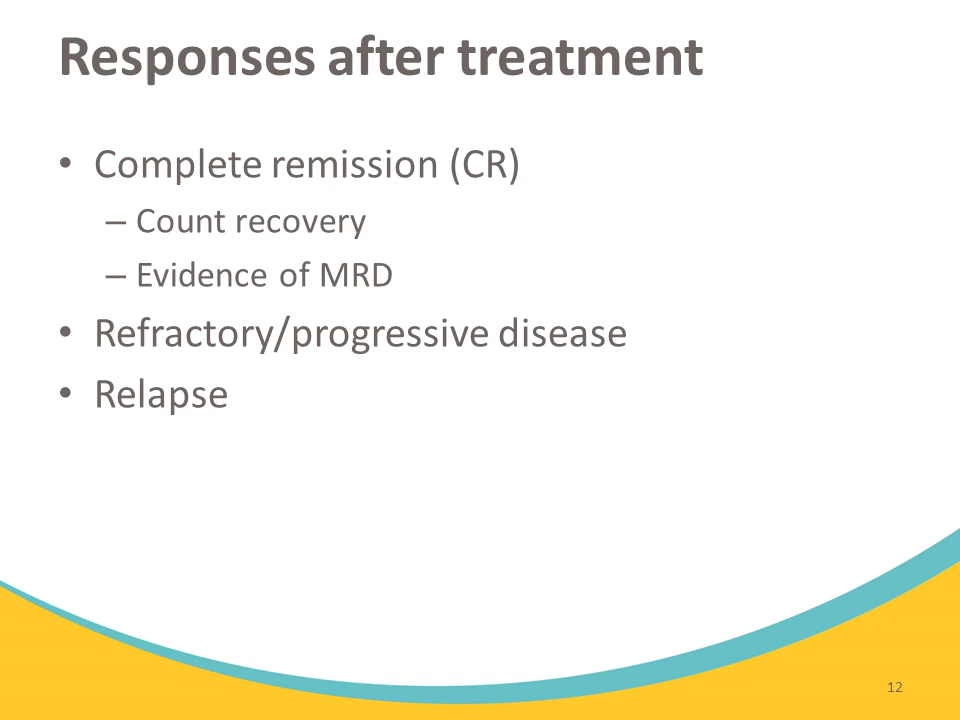 Responses after treatment
• Complete remission (CR)
– Count recovery
– Evidence of MRD
• Refractory/progressive disease
• Relapse
12